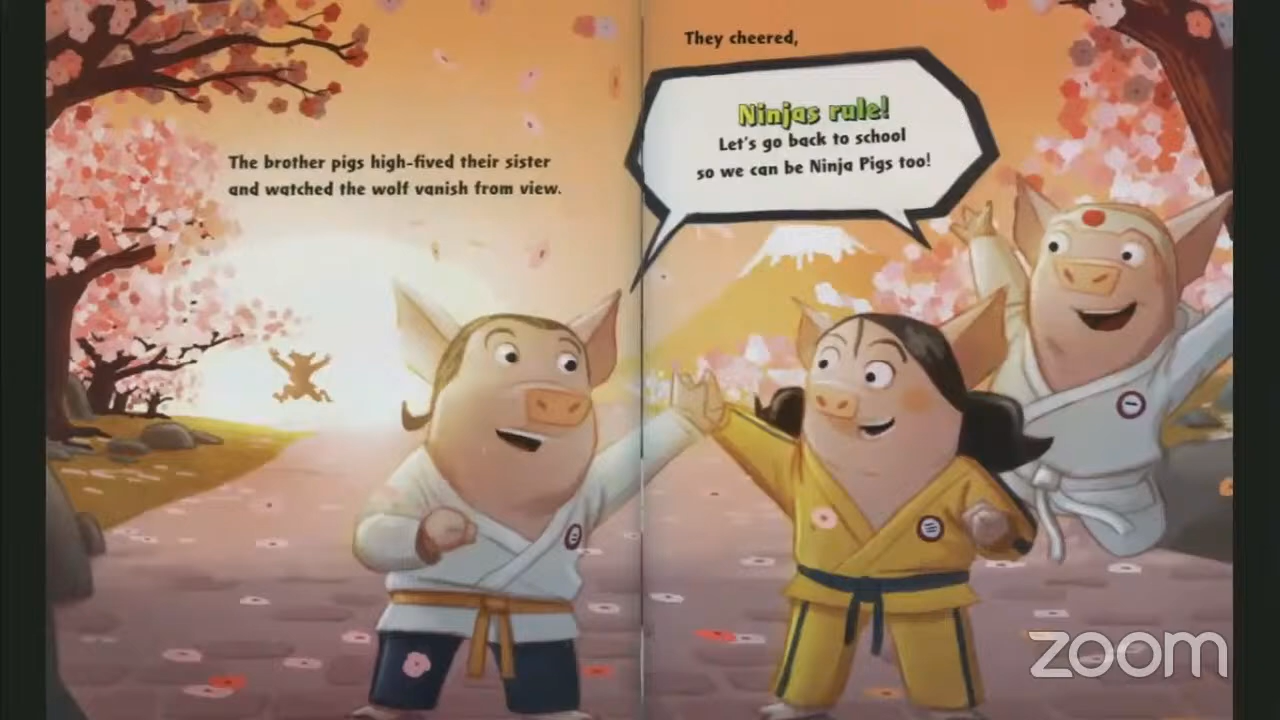 The brother pigs high-fived their sister
and watched the wolf vanish from view.
They cheered,
Ninjas rule!
Let's go back to school
so we can be Ninja Pigs too!
zoom